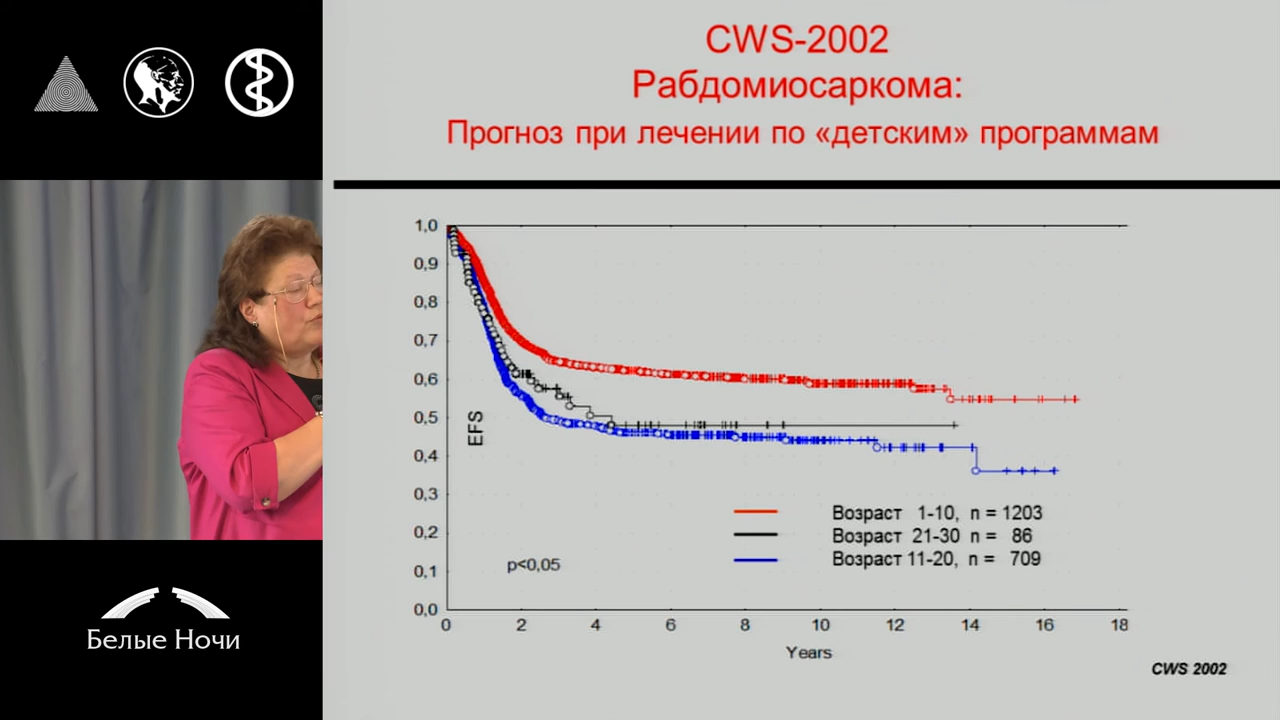 CWS-2002
Рабдомиосаркома:
Прогноз при лечении по «детским» программам
1,0
0,9
0,8
0,7
0,6
0,5
0,4
0,3
0,2
0,1
0,0
EFS
p<0,05
Возраст 1-10, n = 1203
Возраст 21-30 n = 86
Возраст 11-20, n = 709
0 2 4 6 8 10 12 14 16 18
Years
CWS 2002
Белые Ночи